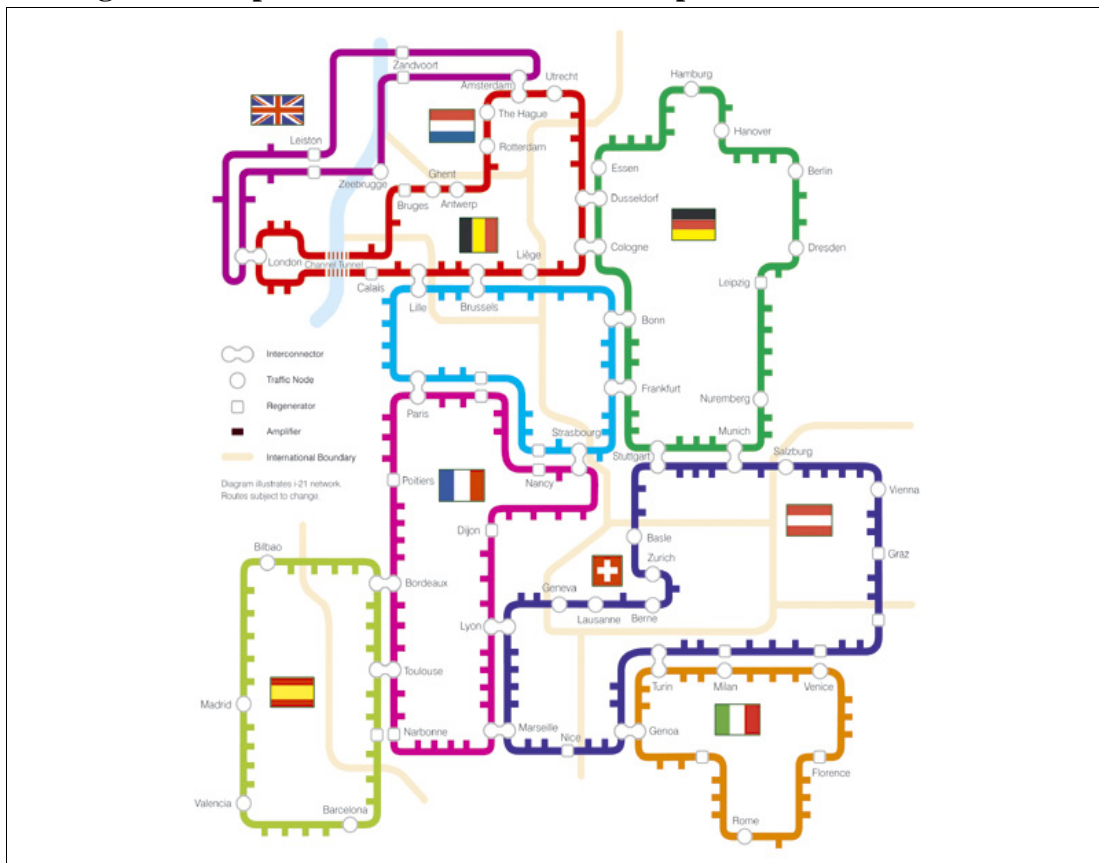 Zandvoort
Amsterdam
Utrecht
Hamburg
The Hague
Hanover
Leiston
Rotterdam
Essen
Berlin
Zeebrugge
Ghent
Bruges
Antwerp
Dusseldorf
London
Channel Tunnel
Liège
Cologne
Dresden
Calais
Leipzig
Lille
Brussels
Bonn
Interconnector
Traffic Node
Paris
Frankfurt
Nuremberg
Regenerator
Amplifier
Strasbourg
Munich
International Boundary
Stuttgart
Salzburg
Diagram illustrates i-21 network.
Routes subject to change.
Poitiers
Nancy
Vienna
Dijon
Basle
Bilbao
Zurich
Graz
Bordeaux
Geneva
Lausanne
Berne
Lyon
Toulouse
Turin
Milan
Venice
Madrid
Narbonne
Marseille
Nice
Genoa
Valencia
Barcelona
Florence
Rome